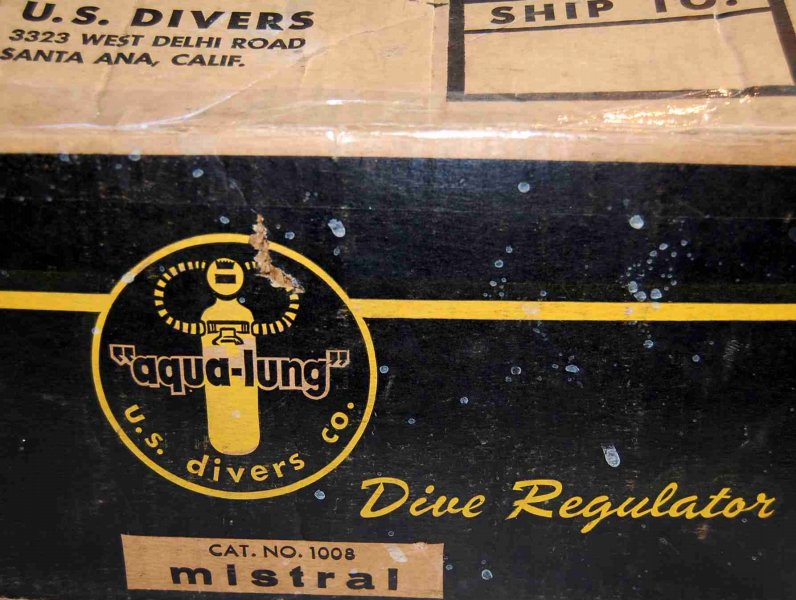 U.S. DIVERS
3323 WEST DELHI ROAD
SANTA ANA, CALIF.
SHIP TO:
"aqua-lung"
U.S. divers co.
Dive Regulator
CAT. NO. 1008
mistral